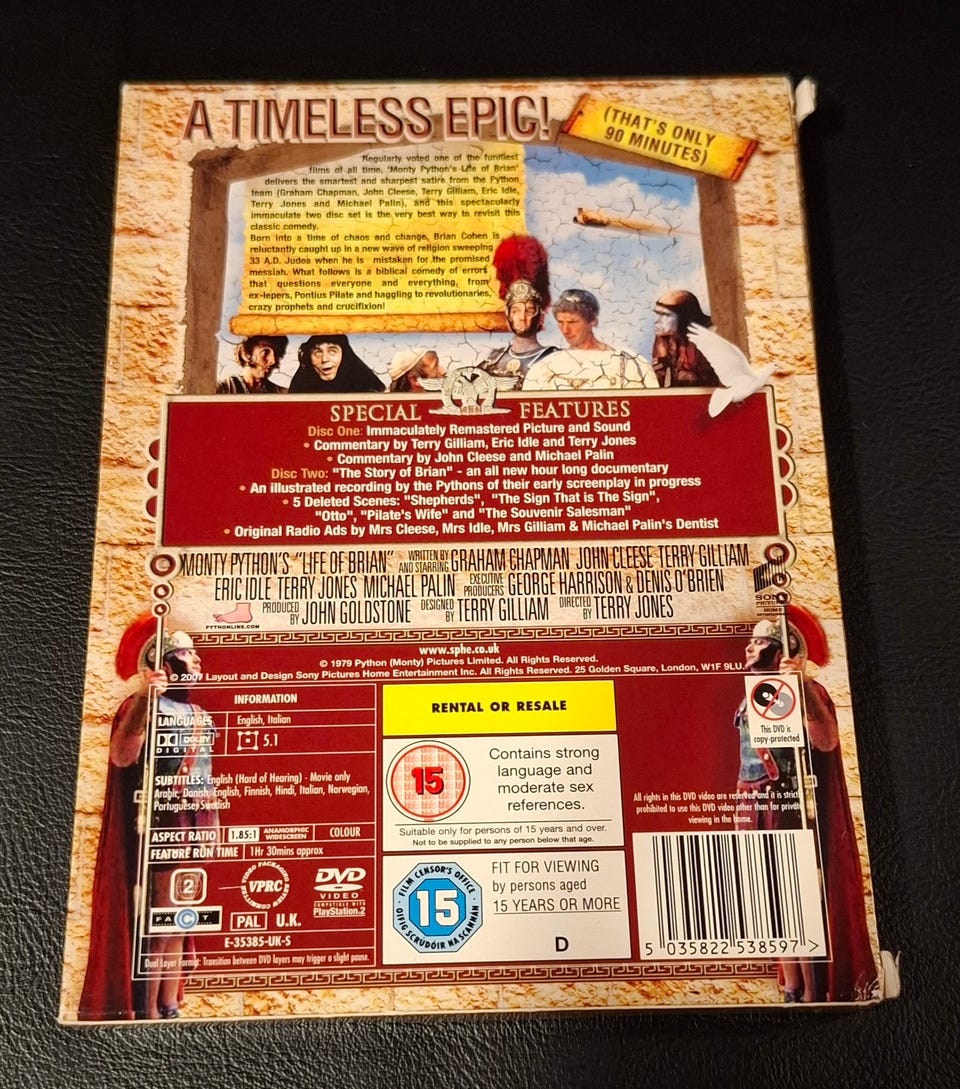 A TIMELESS EPIC!
(THAT'S ONLY
90 MINUTES)
Regularly voted one of the funniest
films of all time, 'Monty Python's Life of Brian'
delivers the smartest and sharpest satire from the Python
team (Graham Chapman, John Cleese, Terry Gilliam, Eric Idle,
Terry Jones and Michael Palin), and this spectacularly
immaculate two disc set is the very best way to revisit this
classic comedy.
Born into a time of chaos and change, Brian Cohen is
reluctantly caught up in a new wave of religion sweeping
33 A.D. Judea when he is mistaken for the promised
messiah. What follows is a biblical comedy of errors
that questions everyone and everything, from
ex-lepers, Pontius Pilate and haggling to revolutionaries,
crazy prophets and crucifixion!
SPECIAL FEATURES
Disc One: Immaculately Remastered Picture and Sound
• Commentary by Terry Gilliam, Eric Idle and Terry Jones
• Commentary by John Cleese and Michael Palin
Disc Two: "The Story of Brian" - an all new hour long documentary
• An illustrated recording by the Pythons of their early screenplay in progress
• 5 Deleted Scenes: "Shepherds", "The Sign That is The Sign",
"Otto", "Pilate's Wife" and "The Souvenir Salesman"
• Original Radio Ads by Mrs Cleese, Mrs Idle, Mrs Gilliam & Michael Palin's Dentist
MONTY PYTHON'S "LIFE OF BRIAN" WRITTEN BY AND STARRING GRAHAM CHAPMAN JOHN CLEESE TERRY GILLIAM
ERIC IDLE TERRY JONES MICHAEL PALIN EXECUTIVE PRODUCERS GEORGE HARRISON & DENIS O'BRIEN
PRODUCED BY JOHN GOLDSTONE DESIGNED BY TERRY GILLIAM DIRECTED BY TERRY JONES
PYTHONLINE.COM
SONY
PICTURES
HOME
www.sphe.co.uk
© 1979 Python (Monty) Pictures Limited. All Rights Reserved.
© 2007 Layout and Design Sony Pictures Home Entertainment Inc. All Rights Reserved. 25 Golden Square, London, W1F 9LU.
INFORMATION
LANGUAGES English, Italian
DOLBY DIGITAL 5.1
SUBTITLES: English (Hard of Hearing) - Movie only
Arabic, Danish, English, Finnish, Hindi, Italian, Norwegian,
Portuguese, Swedish
ASPECT RATIO 1.85:1 ANAMORPHIC WIDESCREEN COLOUR
FEATURE RUN TIME 1Hr 30mins approx
2
VIDEO PACKAGING REVIEW COMMITTEE
VPRC
DVD
VIDEO
COMPATIBLE WITH
PlayStation.2
FACT
PAL U.K.
E-35385-UK-S
Dual Layer Format: Transition between DVD layers may trigger a slight pause.
RENTAL OR RESALE
15
Contains strong
language and
moderate sex
references.
Suitable only for persons of 15 years and over.
Not to be supplied to any person below that age.
FILM CENSOR'S OFFICE
15
OIFIG SCRÚDÓIR NA SCANNÁN
FIT FOR VIEWING
by persons aged
15 YEARS OR MORE
D
This DVD is
copy-protected
All rights in this DVD video are reserved and it is strictly
prohibited to use this DVD video other than for private
viewing in the home.
5 035822 538597 >